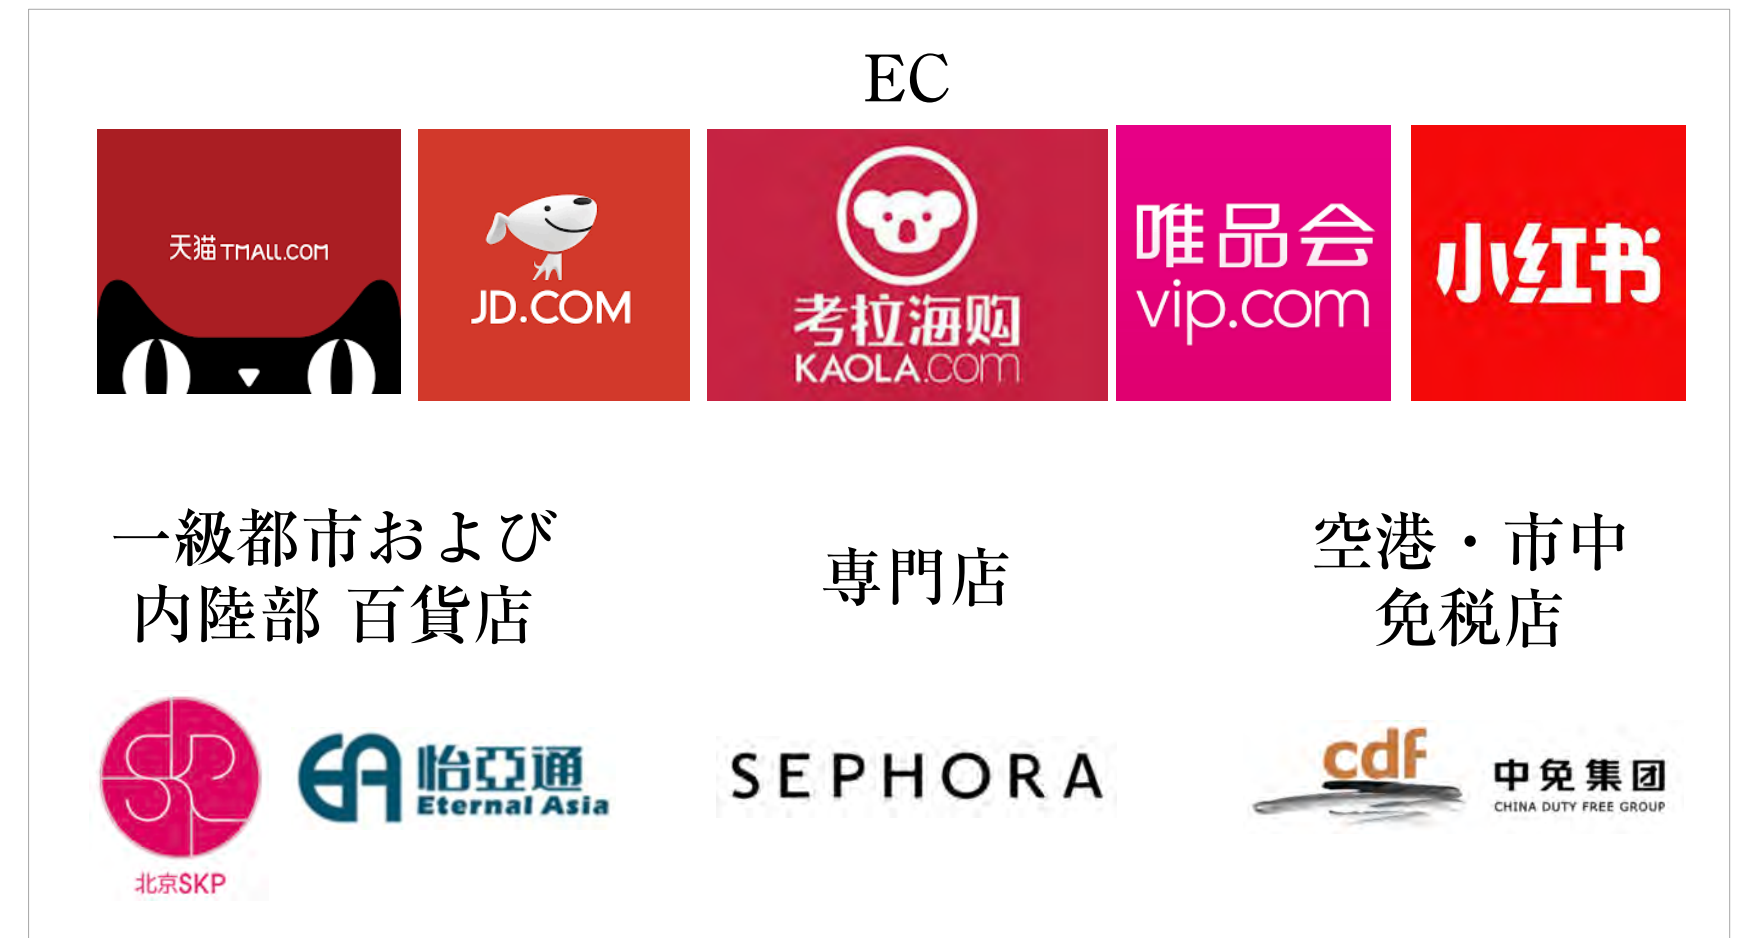 EC
天猫 TMALL.COM
JD.COM
考拉海购
KAOLA.com
唯品会
vip.com
小红书
一級都市および
内陸部 百貨店
専門店
空港・市中
免税店
SKP
北京SKP
EA 怡亞通
Eternal Asia
SEPHORA
cdf
中免集团
CHINA DUTY FREE GROUP